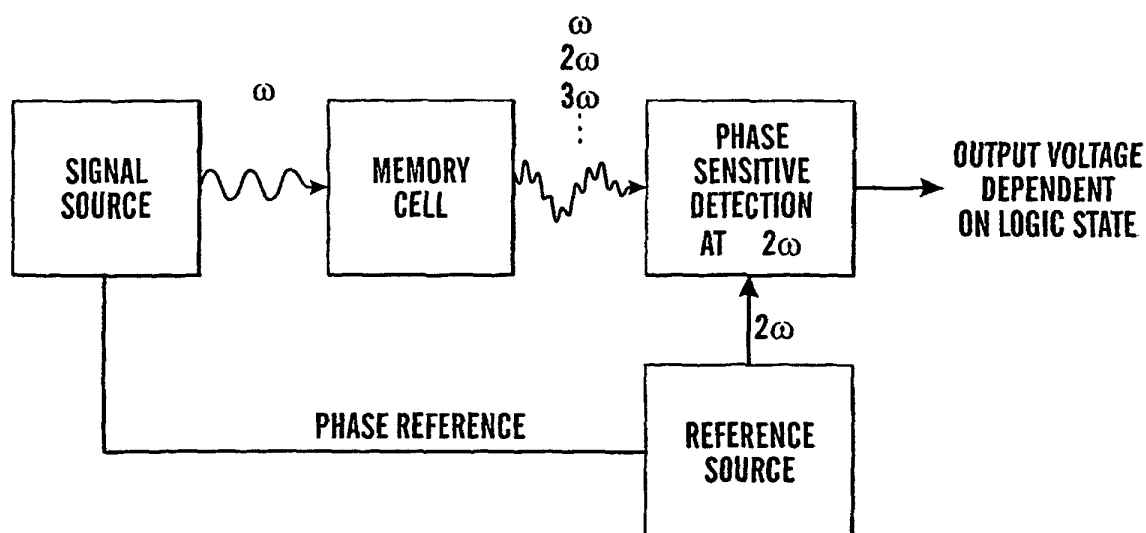 ω
2ω
3ω
ω
SIGNAL
SOURCE
MEMORY
CELL
PHASE
SENSITIVE
DETECTION
AT 2ω
OUTPUT VOLTAGE
DEPENDENT
ON LOGIC STATE
2ω
PHASE REFERENCE
REFERENCE
SOURCE